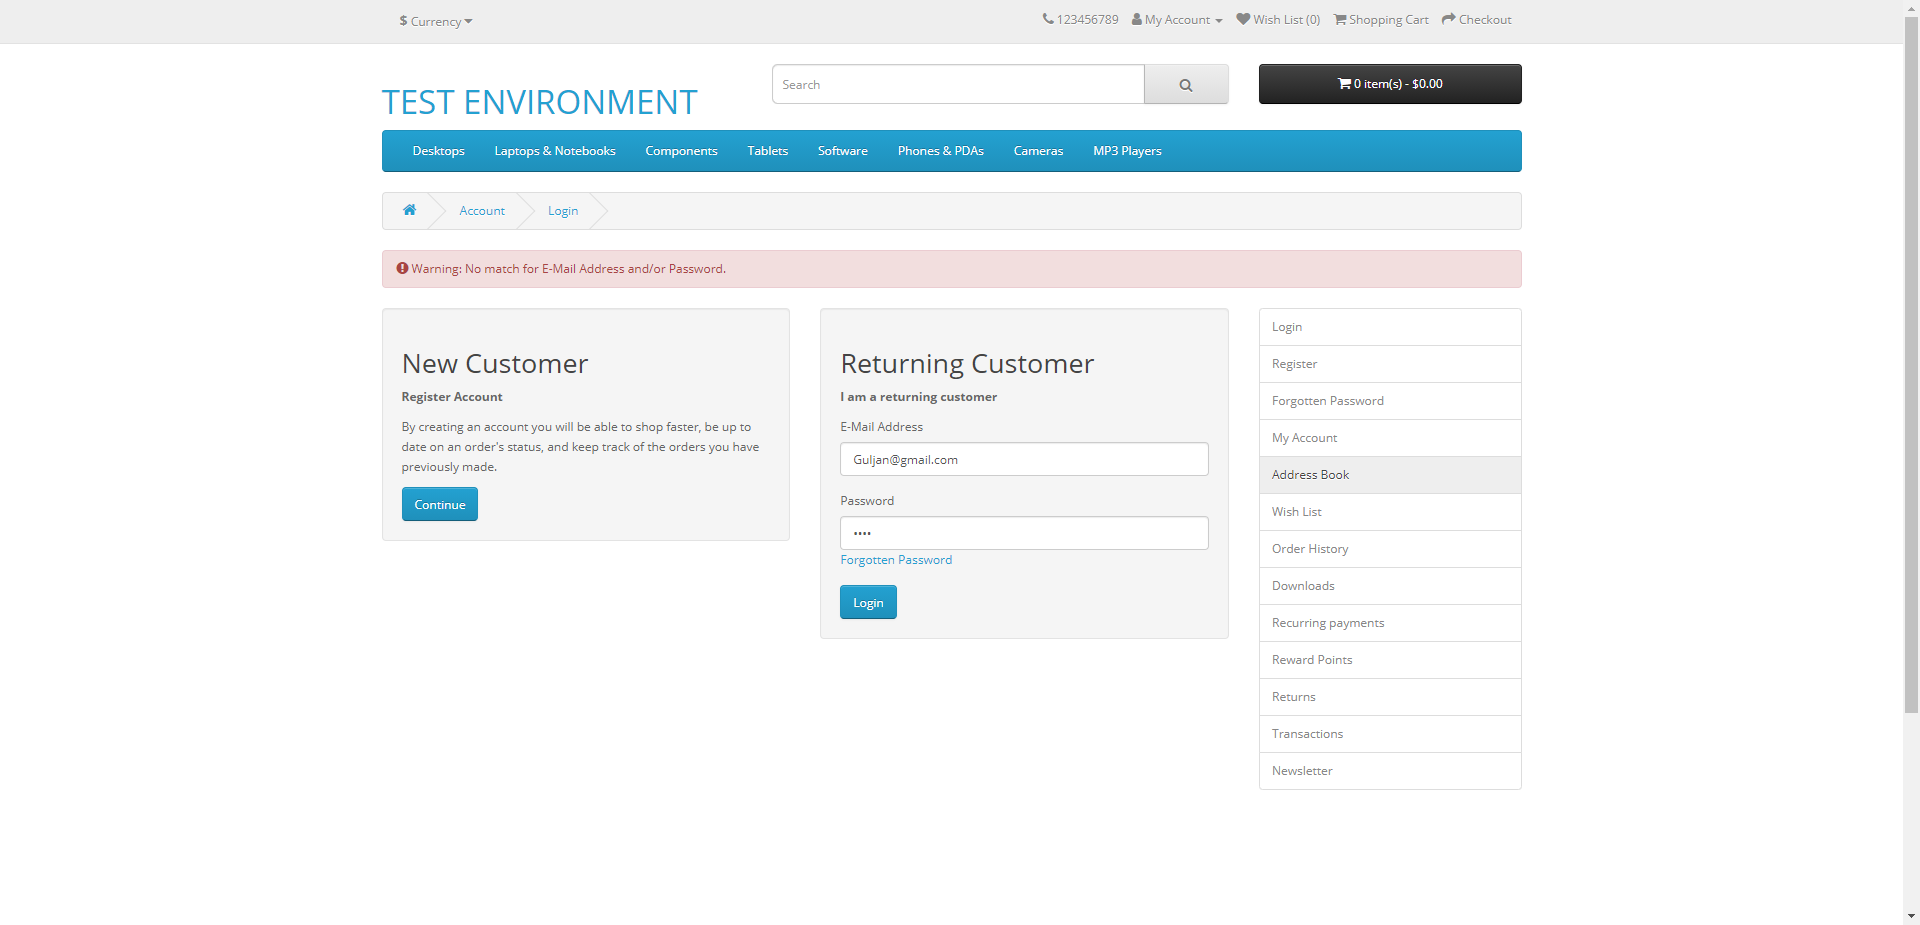 $ Currency
123456789 My Account Wish List (0) Shopping Cart Checkout
TEST ENVIRONMENT
Search
0 item(s) - $0.00
Desktops Laptops & Notebooks Components Tablets Software Phones & PDAs Cameras MP3 Players
Account Login
Warning: No match for E-Mail Address and/or Password.
New Customer
Register Account
By creating an account you will be able to shop faster, be up to
date on an order's status, and keep track of the orders you have
previously made.
Continue
Returning Customer
I am a returning customer
E-Mail Address
Guljan@gmail.com
Password
••••
Forgotten Password
Login
Login
Register
Forgotten Password
My Account
Address Book
Wish List
Order History
Downloads
Recurring payments
Reward Points
Returns
Transactions
Newsletter